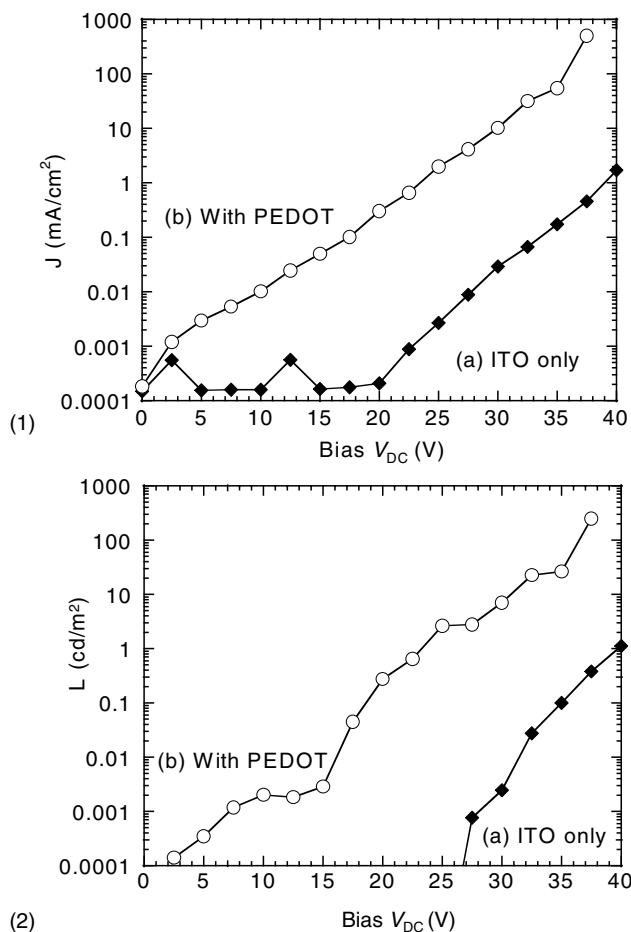 1000
100
10
1
0.1
0.01
0.001
0.0001
J (mA/cm²)
(b) With PEDOT
(a) ITO only
0 5 10 15 20 25 30 35 40
Bias V_DC (V)
(1)
1000
100
10
1
0.1
0.01
0.001
0.0001
L (cd/m²)
(b) With PEDOT
(a) ITO only
0 5 10 15 20 25 30 35 40
Bias V_DC (V)
(2)